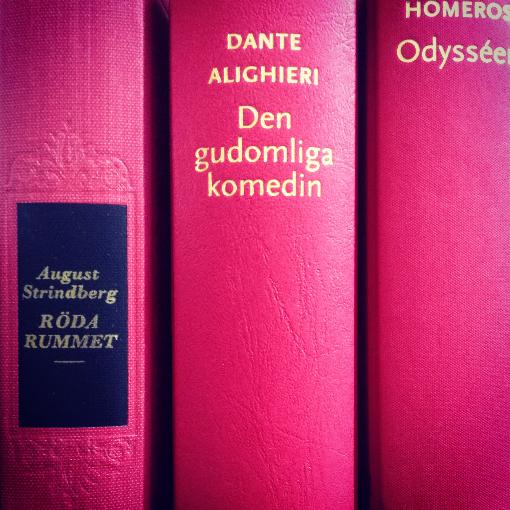 August
Strindberg
RÖDA
RUMMET
DANTE
ALIGHIERI
Den
gudomliga
komedin
HOMEROS
Odysséen